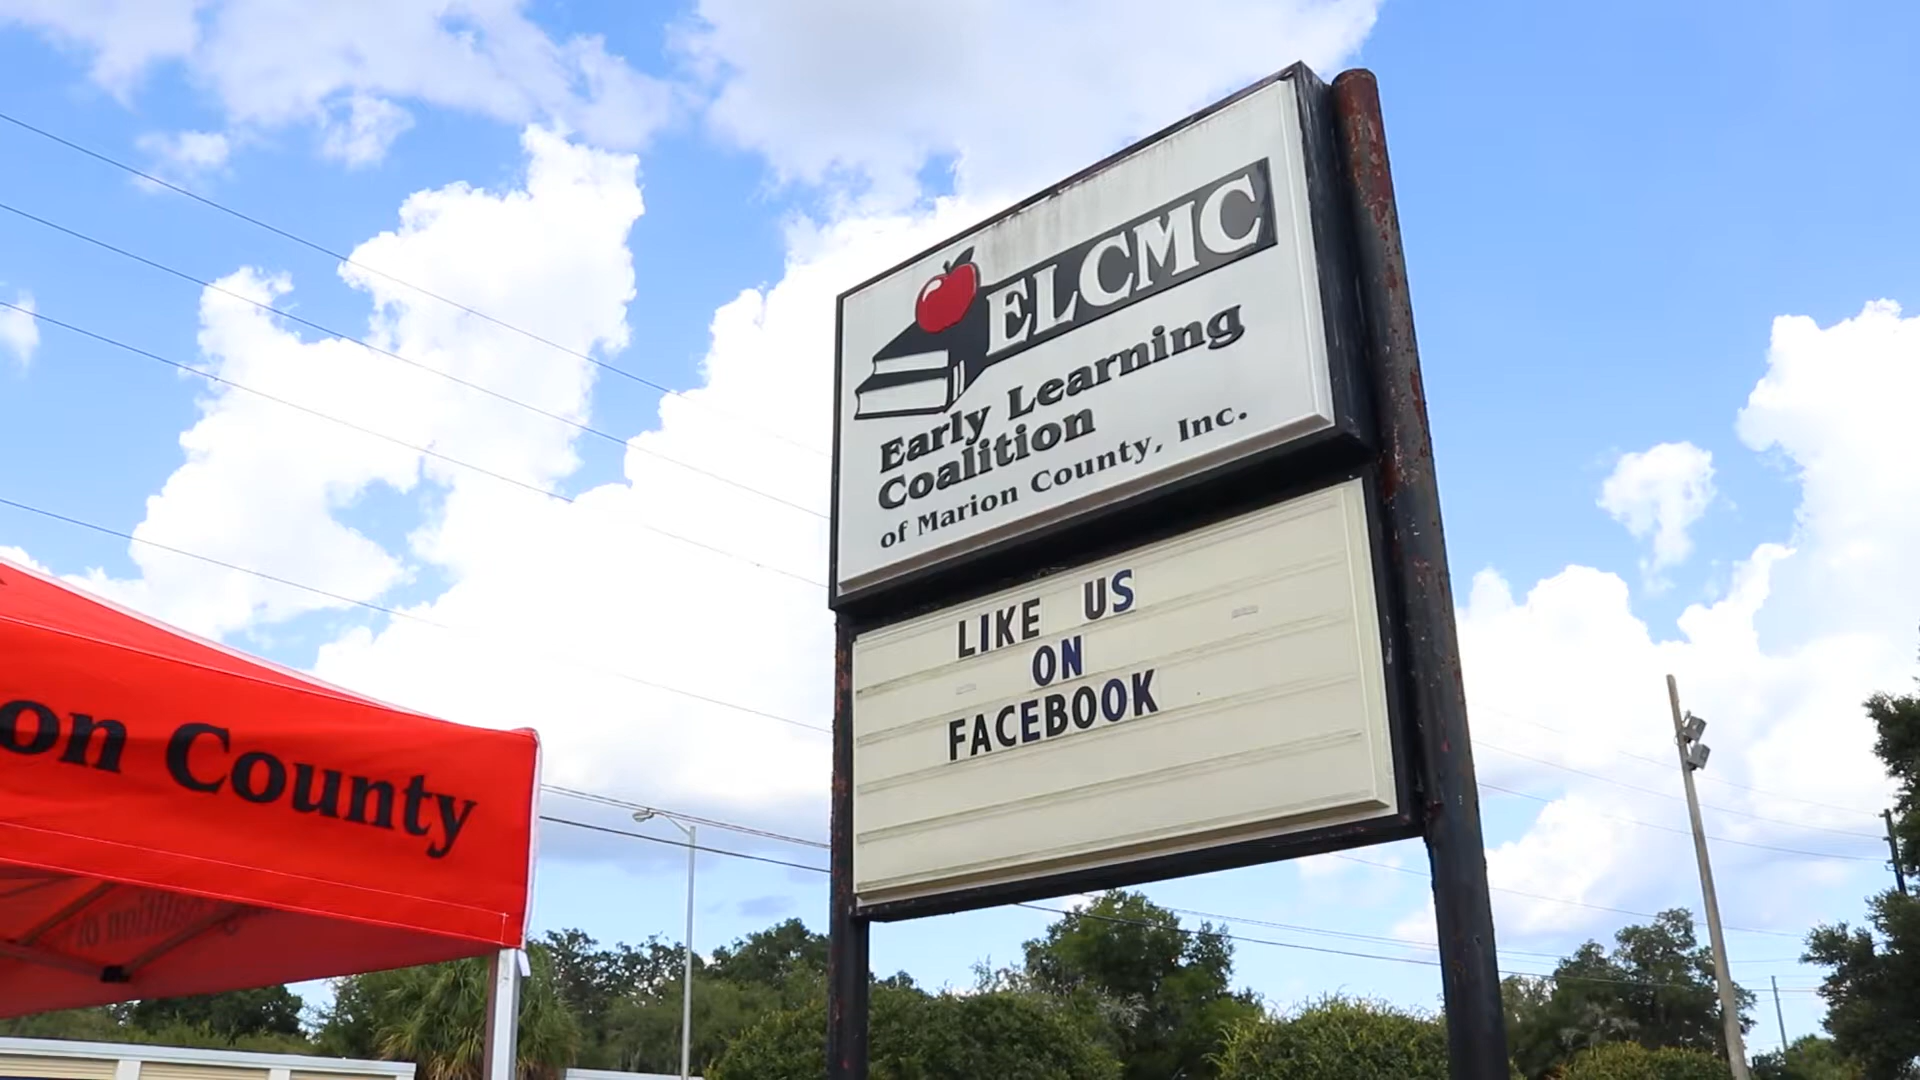 ELCMC
Early Learning
Coalition
of Marion County, Inc.
LIKE US
ON
FACEBOOK
on County